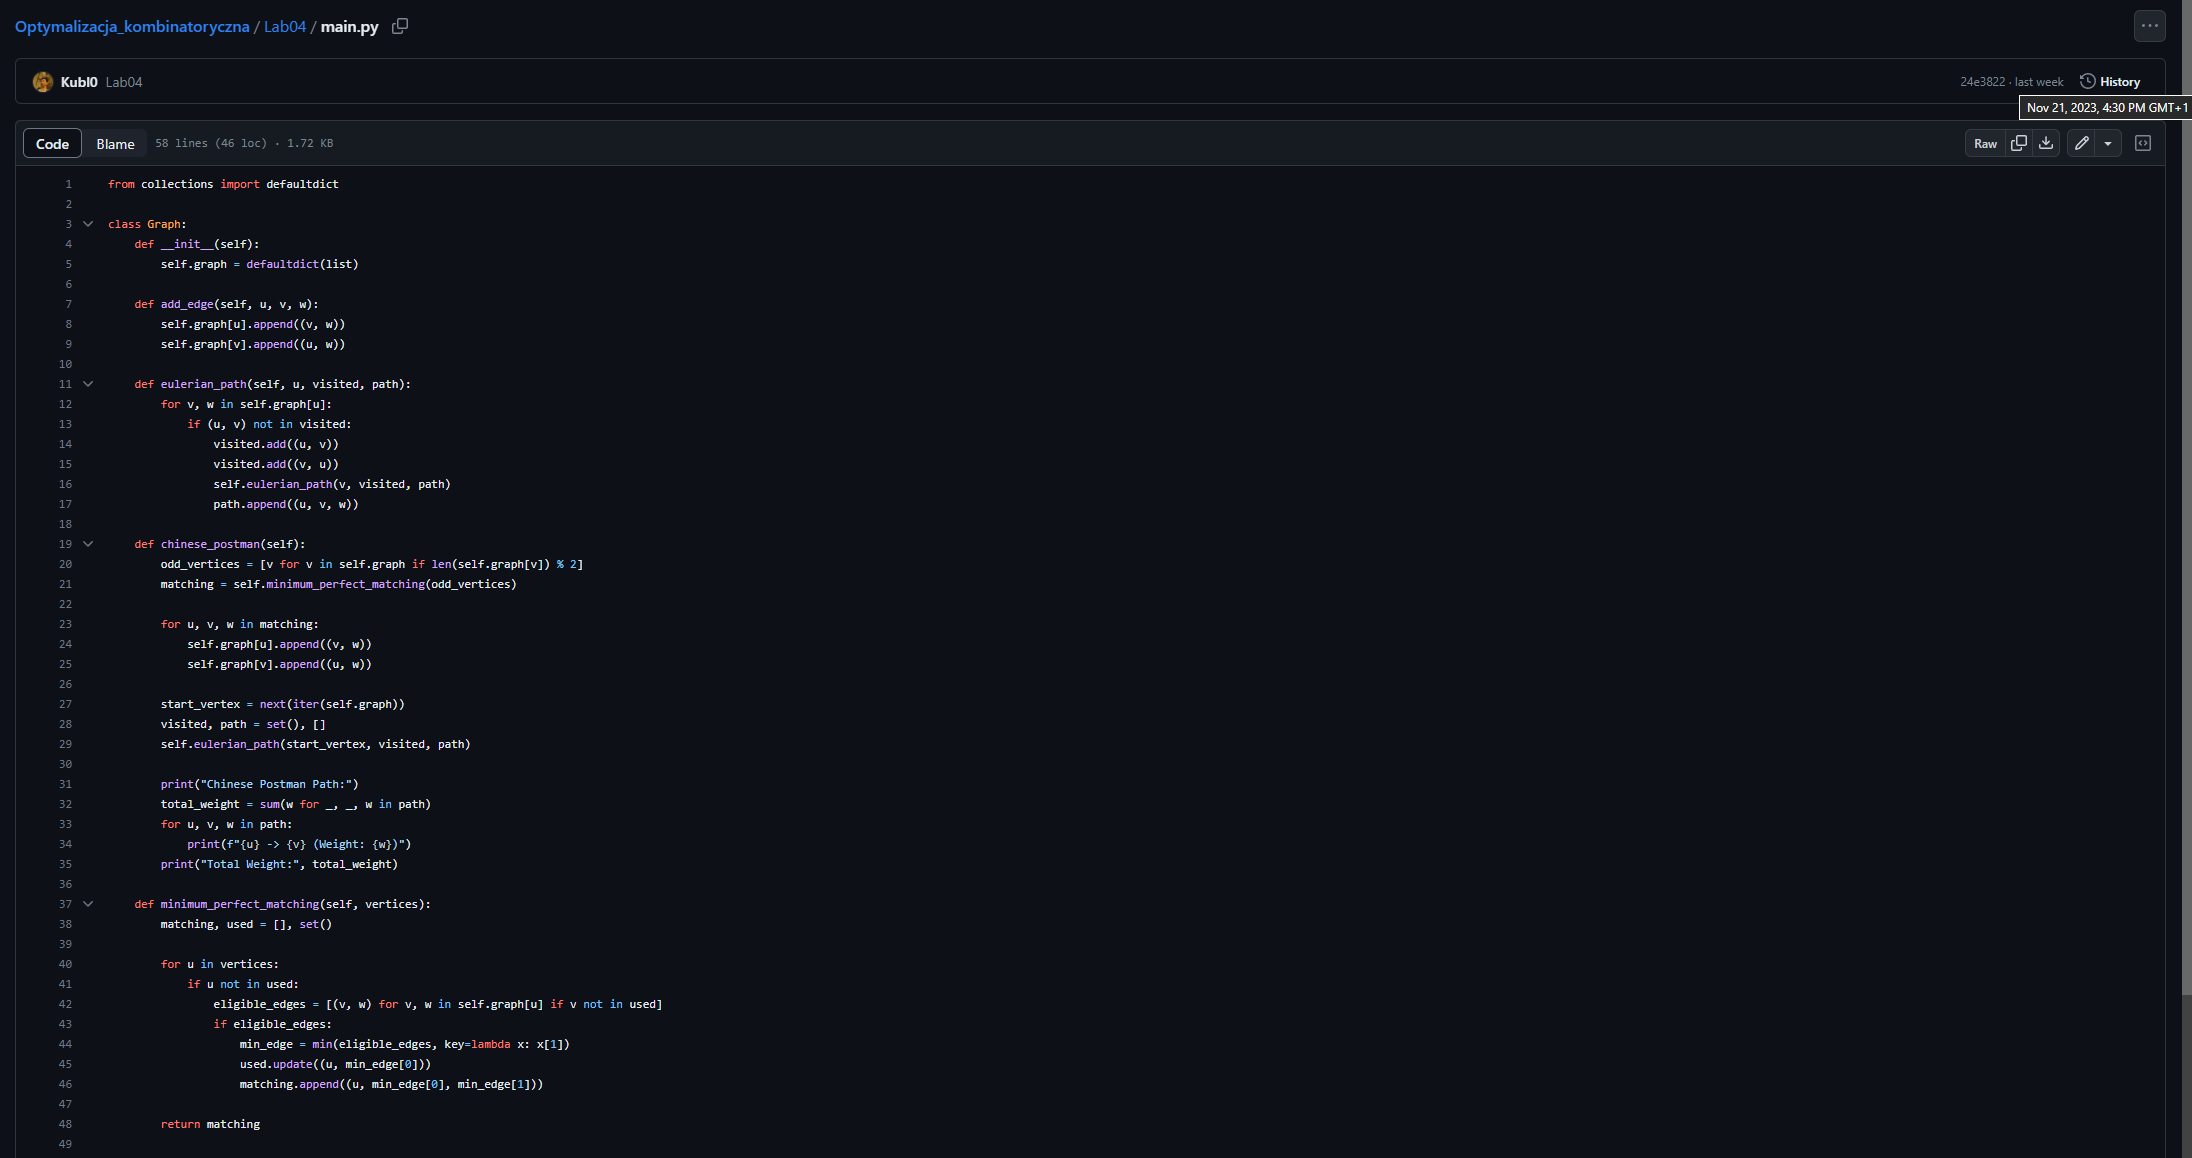 Optymalizacja_kombinatoryczna / Lab04 / main.py
Kubl0 Lab04
24e3822 · last week History
Nov 21, 2023, 4:30 PM GMT+1
Code Blame 58 lines (46 loc) · 1.72 KB
Raw
1 from collections import defaultdict
2
3 class Graph:
4     def __init__(self):
5         self.graph = defaultdict(list)
6
7     def add_edge(self, u, v, w):
8         self.graph[u].append((v, w))
9         self.graph[v].append((u, w))
10
11     def eulerian_path(self, u, visited, path):
12         for v, w in self.graph[u]:
13             if (u, v) not in visited:
14                 visited.add((u, v))
15                 visited.add((v, u))
16                 self.eulerian_path(v, visited, path)
17                 path.append((u, v, w))
18
19     def chinese_postman(self):
20         odd_vertices = [v for v in self.graph if len(self.graph[v]) % 2]
21         matching = self.minimum_perfect_matching(odd_vertices)
22
23         for u, v, w in matching:
24             self.graph[u].append((v, w))
25             self.graph[v].append((u, w))
26
27         start_vertex = next(iter(self.graph))
28         visited, path = set(), []
29         self.eulerian_path(start_vertex, visited, path)
30
31         print("Chinese Postman Path:")
32         total_weight = sum(w for _, _, w in path)
33         for u, v, w in path:
34             print(f"{u} -> {v} (Weight: {w})")
35         print("Total Weight:", total_weight)
36
37     def minimum_perfect_matching(self, vertices):
38         matching, used = [], set()
39
40         for u in vertices:
41             if u not in used:
42                 eligible_edges = [(v, w) for v, w in self.graph[u] if v not in used]
43                 if eligible_edges:
44                     min_edge = min(eligible_edges, key=lambda x: x[1])
45                     used.update((u, min_edge[0]))
46                     matching.append((u, min_edge[0], min_edge[1]))
47
48         return matching
49